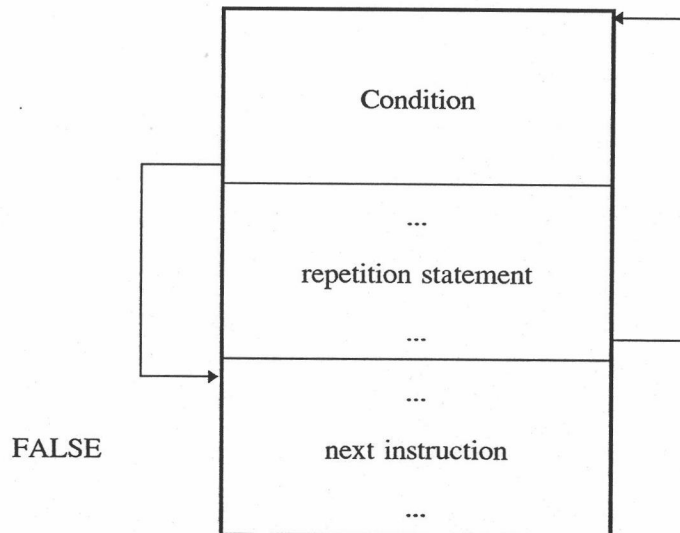 Condition
...
repetition statement
...
...
FALSE
next instruction
...